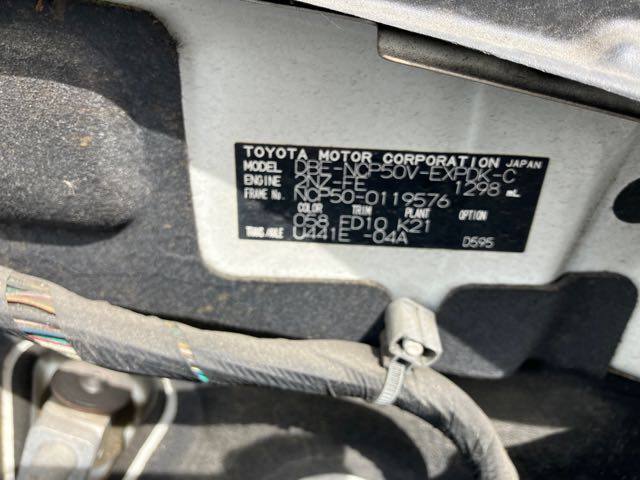 TOYOTA MOTOR CORPORATION JAPAN
MODEL DBE-NCP50V-EXPDK-C
ENGINE 2NZ-FE 1298 mL
FRAME No. NCP50-0119576
COLOR TRIM PLANT OPTION
058 FD10 K21
TRANS/AXLE U441E -04A D595